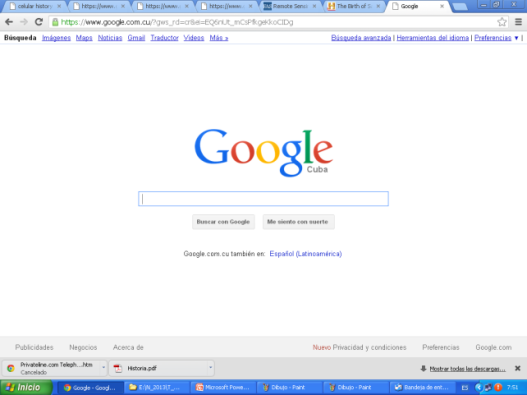 celular histor
https://www.
https://www.
https://www.
Remote Sense
The Birth of
Google
https://www.google.com.cu/?gws_rd=cr&ei=
Búsqueda Imágenes Maps Noticias Gmail Traductor Videos Más »
Búsqueda avanzada | Herramientas del idioma | Preferencias ▼ |
Google
Cuba
Buscar con Google Me siento con suerte
Google.com.cu también en: Español (Latinoamérica)
Publicidades Negocios Acerca de Nuevo Privacidad y condiciones Preferencias Google.com
Privateline.com Teleph...htm
Cancelado
Historia.pdf
Mostrar todas las descargas...
Inicio Google - Googl... E:\N_2013\T_... Microsoft Powe... Dibujo - Paint Dibujo - Paint Bandeja de ent... ES 7:51